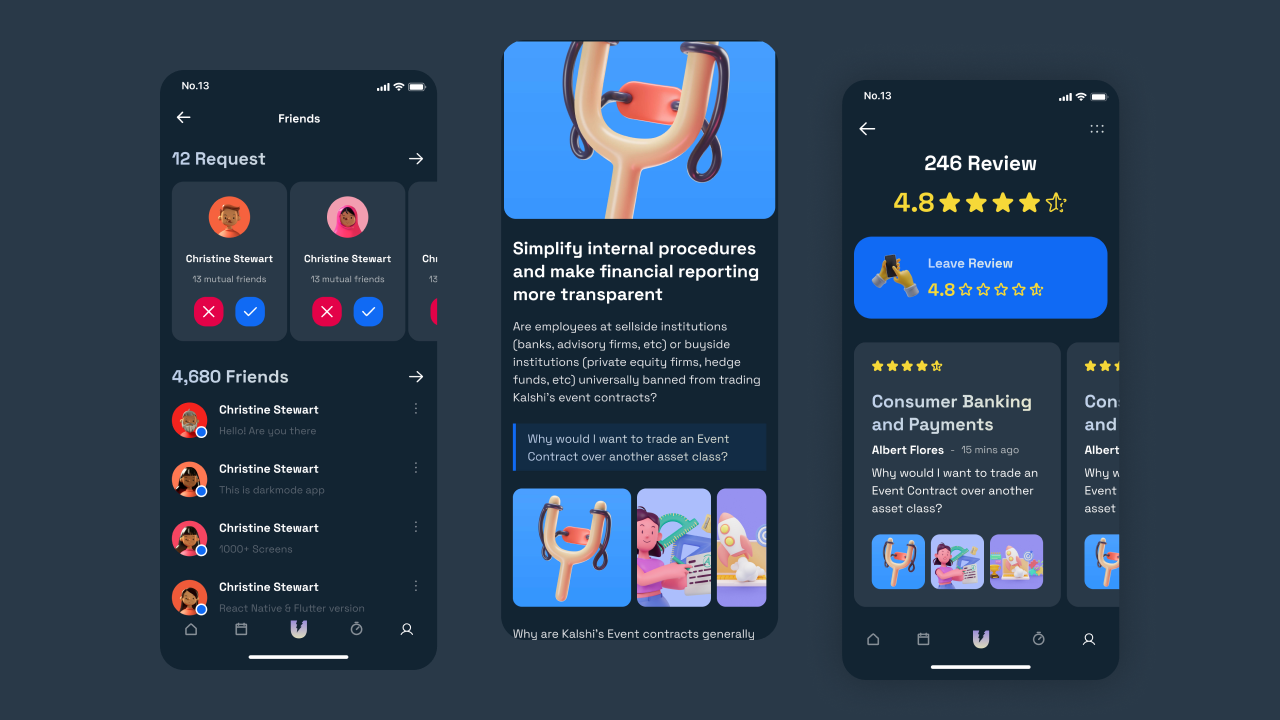 No.13
Friends
12 Request
Christine Stewart
13 mutual friends
Christine Stewart
13 mutual friends
13
4,680 Friends
Christine Stewart
Hello! Are you there
Christine Stewart
This is darkmode app
Christine Stewart
1000+ Screens
Christine Stewart
React Native & Flutter version
Simplify internal procedures
and make financial reporting
more transparent
Are employees at sellside institutions
(banks, advisory firms, etc) or buyside
institutions (private equity firms, hedge
funds, etc) universally banned from trading
Kalshi's event contracts?
Why would I want to trade an Event
Contract over another asset class?
Why are Kalshi's Event contracts generally
No.13
246 Review
4.8
Leave Review
4.8
Consumer Banking
and Payments
Albert Flores - 15 mins ago
Why would I want to trade an
Event Contract over another
asset class?
Con
and
Albert
Why w
Event
asset